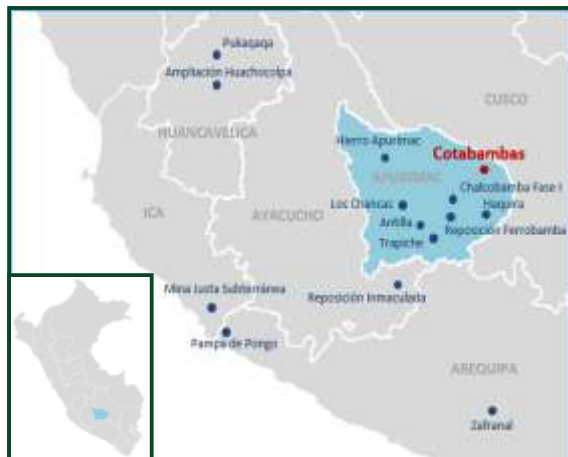 Pukaqaqa
Ampliación Huachocolpa
CUSCO
HUANCAVELICA
Hierro Apurímac
Cotabambas
APURIMAC
Chalcobamba Fase I
Los Chancas
Haquira
ICA
AYACUCHO
Antilla
Reposición Ferrobamba
Trapiche
Mina Justa Subterránea
Reposición Inmaculada
Pampa de Pongo
AREQUIPA
Zafranal